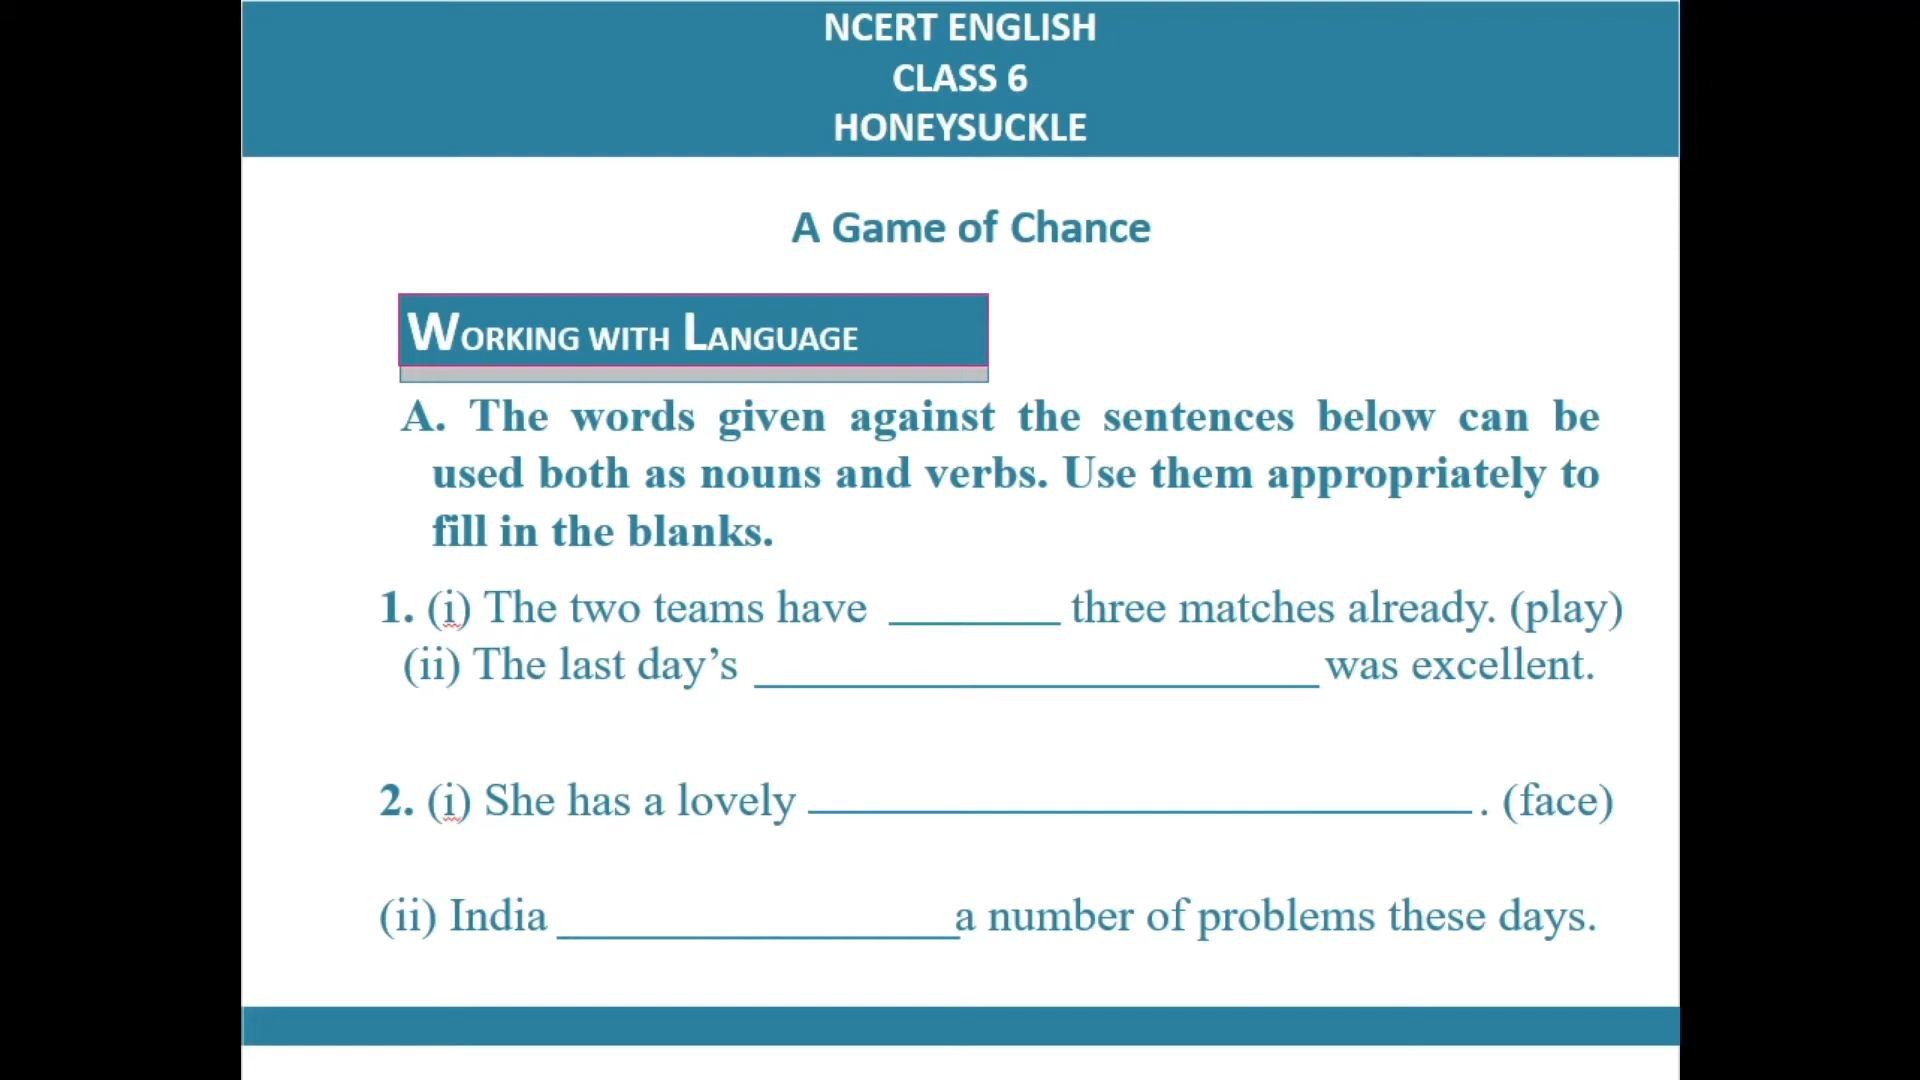 NCERT ENGLISH
CLASS 6
HONEYSUCKLE
A Game of Chance
WORKING WITH LANGUAGE
A. The words given against the sentences below can be
used both as nouns and verbs. Use them appropriately to
fill in the blanks.
1. (i) The two teams have ________ three matches already. (play)
(ii) The last day’s __________________________ was excellent.
2. (i) She has a lovely ______________________________ . (face)
(ii) India __________________ a number of problems these days.